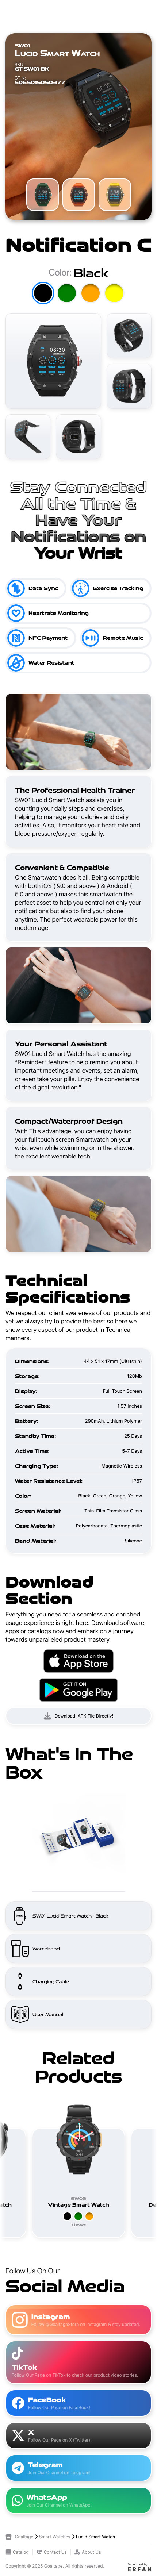 SW01
Lucid Smart Watch
SKU:
GT-SW01-BK
GTIN:
Notification C
Color: Black
Stay Connected
All the Time &
Have Your
Notifications on
Your Wrist
Data Sync
Exercise Tracking
Heartrate Monitoring
NFC Payment
Remote Music
Water Resistant
The Professional Health Trainer
SW01 Lucid Smart Watch assists you in
counting your steps and exercises,
helping to manage your calories and daily
activities. Also, it monitors your heart rate and
blood pressure/oxygen regularly.
Convenient & Compatible
One Smartwatch does it all. Being compatible
with both iOS ( 9.0 and above ) & Android (
5.0 and above ) makes this smartwatch the
perfect asset to help you control not only your
notifications but also to find your phone
anytime. The perfect wearable power for this
modern age.
Your Personal Assistant
SW01 Lucid Smart Watch has the amazing
"Reminder" feature to help remind you about
important meetings and events, set an alarm,
or even take your pills. Enjoy the convenience
of the digital revolution."
Compact/Waterproof Design
With This advantage, you can enjoy having
your full touch screen Smartwatch on your
wrist even while swimming or in the shower.
the excellent wearable tech.
Technical
Specifications
We respect our client awareness of our products and
we always try to provide the best so here we
show every aspect of our product in Technical
manners.
Dimensions: 44 x 51 x 17mm (Ultrathin)
Storage: 128Mb
Display: Full Touch Screen
Screen Size: 1.57 Inches
Battery: 290mAh, Lithium Polymer
Standby Time: 25 Days
Active Time: 5-7 Days
Charging Type: Magnetic Wireless
Water Resistance Level: IP67
Color: Black, Green, Orange, Yellow
Screen Material: Thin-Film Transistor Glass
Case Material: Polycarbonate, Thermoplastic
Band Material: Silicone
Download
Section
Everything you need for a seamless and enriched
usage experience is right here! Download software,
apps or catalogs to and embark on a journey
towards unparalleled product mastery.
Download on the
App Store
GET IT ON
Google Play
Download .APK File Directly!
What's In The
Box
SW01 Lucid Smart Watch - Black
Watchband
Charging Cable
User Manual
Related
Products
Vintage Smart Watch
Follow Us On Our
Social Media
Instagram
TikTok
Follow Our Page on TikTok to check our product video stories.
FaceBook
Follow Our Page on FaceBook!
X
Follow Our Page on X (Twitter)!
Telegram
Join Our Channel on Telegram!
WhatsApp
Join Our Channel on WhatsApp!
Goaltage > Smart Watches > Lucid Smart Watch
Catalog Contact Us About Us
Copyright © 2025 Goaltage. All rights reserved.
Developed by
ERFAN